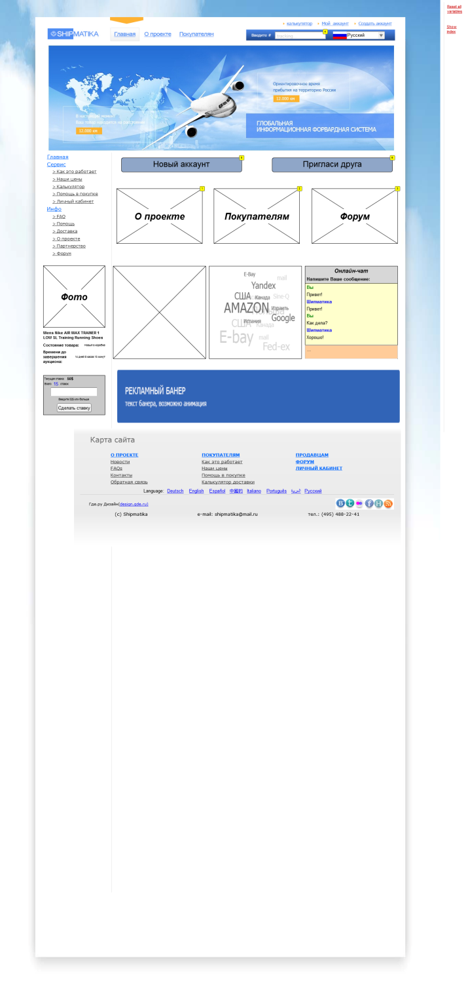 Reset all
variables
Show
index
калькулятор
Мой аккаунт
Создать аккаунт
SHIPMATIKA
Главная
О проекте
Покупателям
Введите #
tracking
Русский
Ориентировочное время
прибытия на территорию России
12.000 км
В настоящий момент
Ваш товар находится на расстоянии
12.000 км
ГЛОБАЛЬНАЯ
ИНФОРМАЦИОННАЯ ФОРВАРДНАЯ СИСТЕМА
Главная
Сервис
> Как это работает
> Наши цены
> Калькулятор
> Помощь в покупке
> Личный кабинет
Инфо
> FAQ
> Помощь
> Доставка
> О проекте
> Партнерство
> Форум
Новый аккаунт
Пригласи друга
1
О проекте
2
Покупателям
3
Форум
Фото
Mens Nike AIR MAX TRAINER 1
LOW SL Training Running Shoes
Состояние товара: Новый в коробке
Времени до
завершения
аукциона:
14 дней 8 часов 15 минут
Текущая ставка: 50$
Всего 15 ставок
Введите 52$ или больше
Сделать ставку
E-Bay
mall
Yandex
США
Канада
Sine-Q
AMAZON
Польша
Израиль
Испания
Google
США
Канада
E-bay
mall
Fed-ex
Онлайн-чат
Напишите Ваше сообщение:
Вы
Привет!
Шипматика
Привет!
Вы
Как дела?
Шипматика
Хорошо!
...
РЕКЛАМНЫЙ БАНЕР
текст банера, возможно анимация
Карта сайта
О ПРОЕКТЕ
Новости
FAQs
Контакты
Обратная связь
ПОКУПАТЕЛЯМ
Как это работает
Наши цены
Помощь в покупке
Калькулятор доставки
ПРОДАВЦАМ
ФОРУМ
ЛИЧНЫЙ КАБИНЕТ
Language: Deutsch English Español 中國的 Italiano Português العربية Русский
Где.ру Дизайн(design.gde.ru)
(c) Shipmatika
e-mail: shipmatika@mail.ru
тел.: (495) 488-22-41